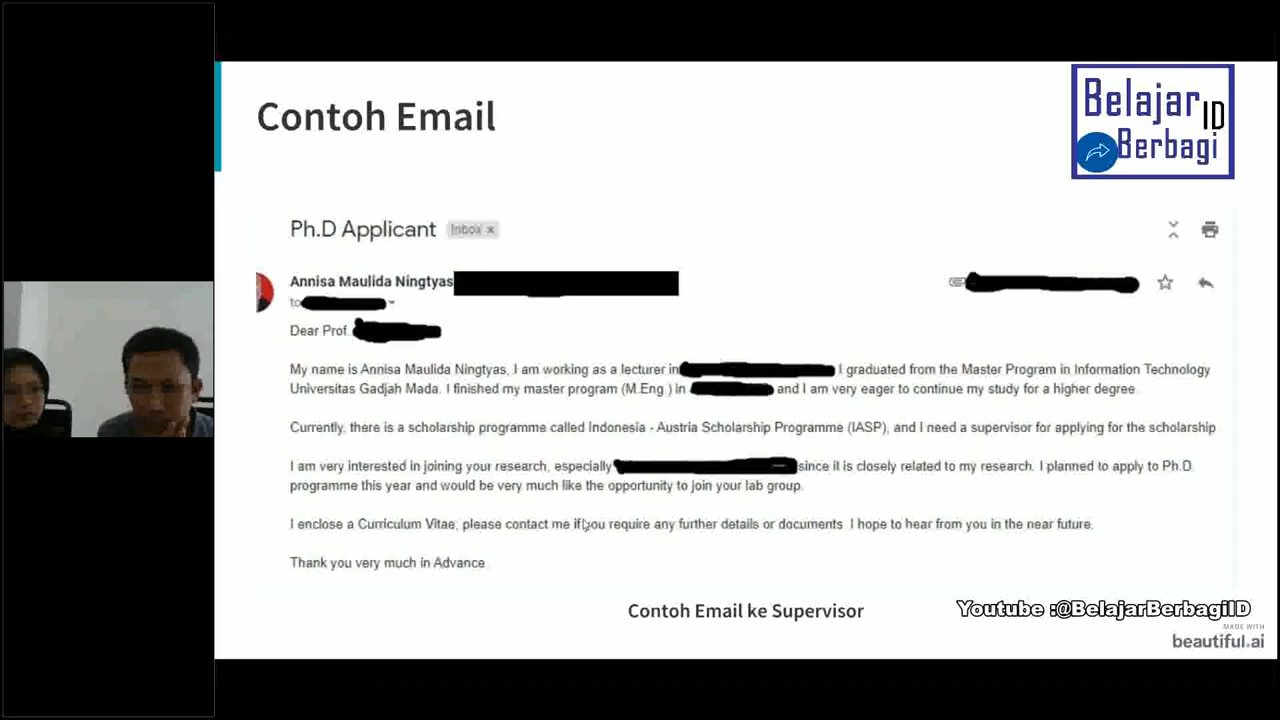 Contoh Email
Belajar
ID
Berbagi
Ph.D Applicant Inbox x
Annisa Maulida Ningtyas
to
Dear Prof.
My name is Annisa Maulida Ningtyas, I am working as a lecturer in I graduated from the Master Program in Information Technology
Universitas Gadjah Mada. I finished my master program (M.Eng.) in and I am very eager to continue my study for a higher degree
Currently, there is a scholarship programme called Indonesia - Austria Scholarship Programme (IASP), and I need a supervisor for applying for the scholarship
I am very interested in joining your research, especially since it is closely related to my research. I planned to apply to Ph.D.
programme this year and would be very much like the opportunity to join your lab group.
I enclose a Curriculum Vitae; please contact me if you require any further details or documents I hope to hear from you in the near future.
Thank you very much in Advance
Contoh Email ke Supervisor
Youtube :@BelajarBerbagiID
MADE WITH
beautiful.ai